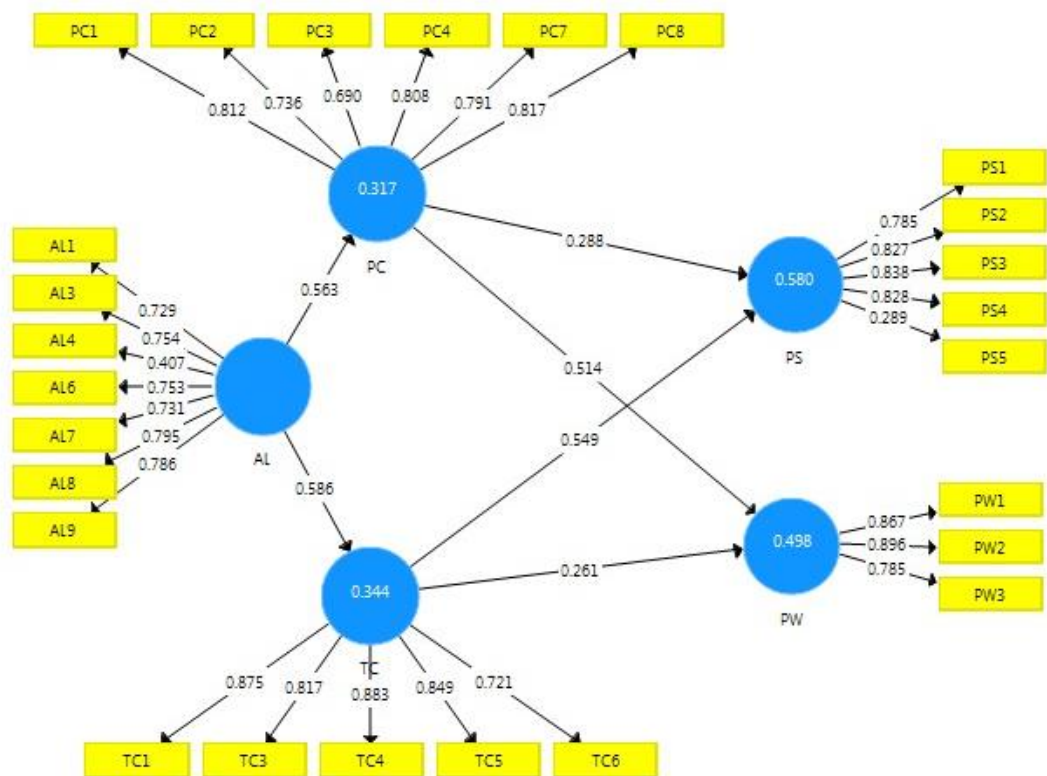 PC1 PC2 PC3 PC4 PC7 PC8
0.812 0.736 0.690 0.808 0.791 0.817
0.317
PC
AL1
AL3
AL4
AL6
AL7
AL8
AL9
0.729
0.754
0.407
0.753
0.731
0.795
0.786
AL
0.563
0.586
0.288
0.514
0.549
0.261
0.580
PS
0.785
0.827
0.838
0.828
0.289
PS1
PS2
PS3
PS4
PS5
0.498
PW
0.867
0.896
0.785
PW1
PW2
PW3
0.344
TC
0.875 0.817 0.883 0.849 0.721
TC1 TC3 TC4 TC5 TC6